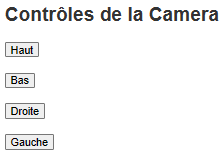 Contrôles de la Camera
Haut
Bas
Droite
Gauche